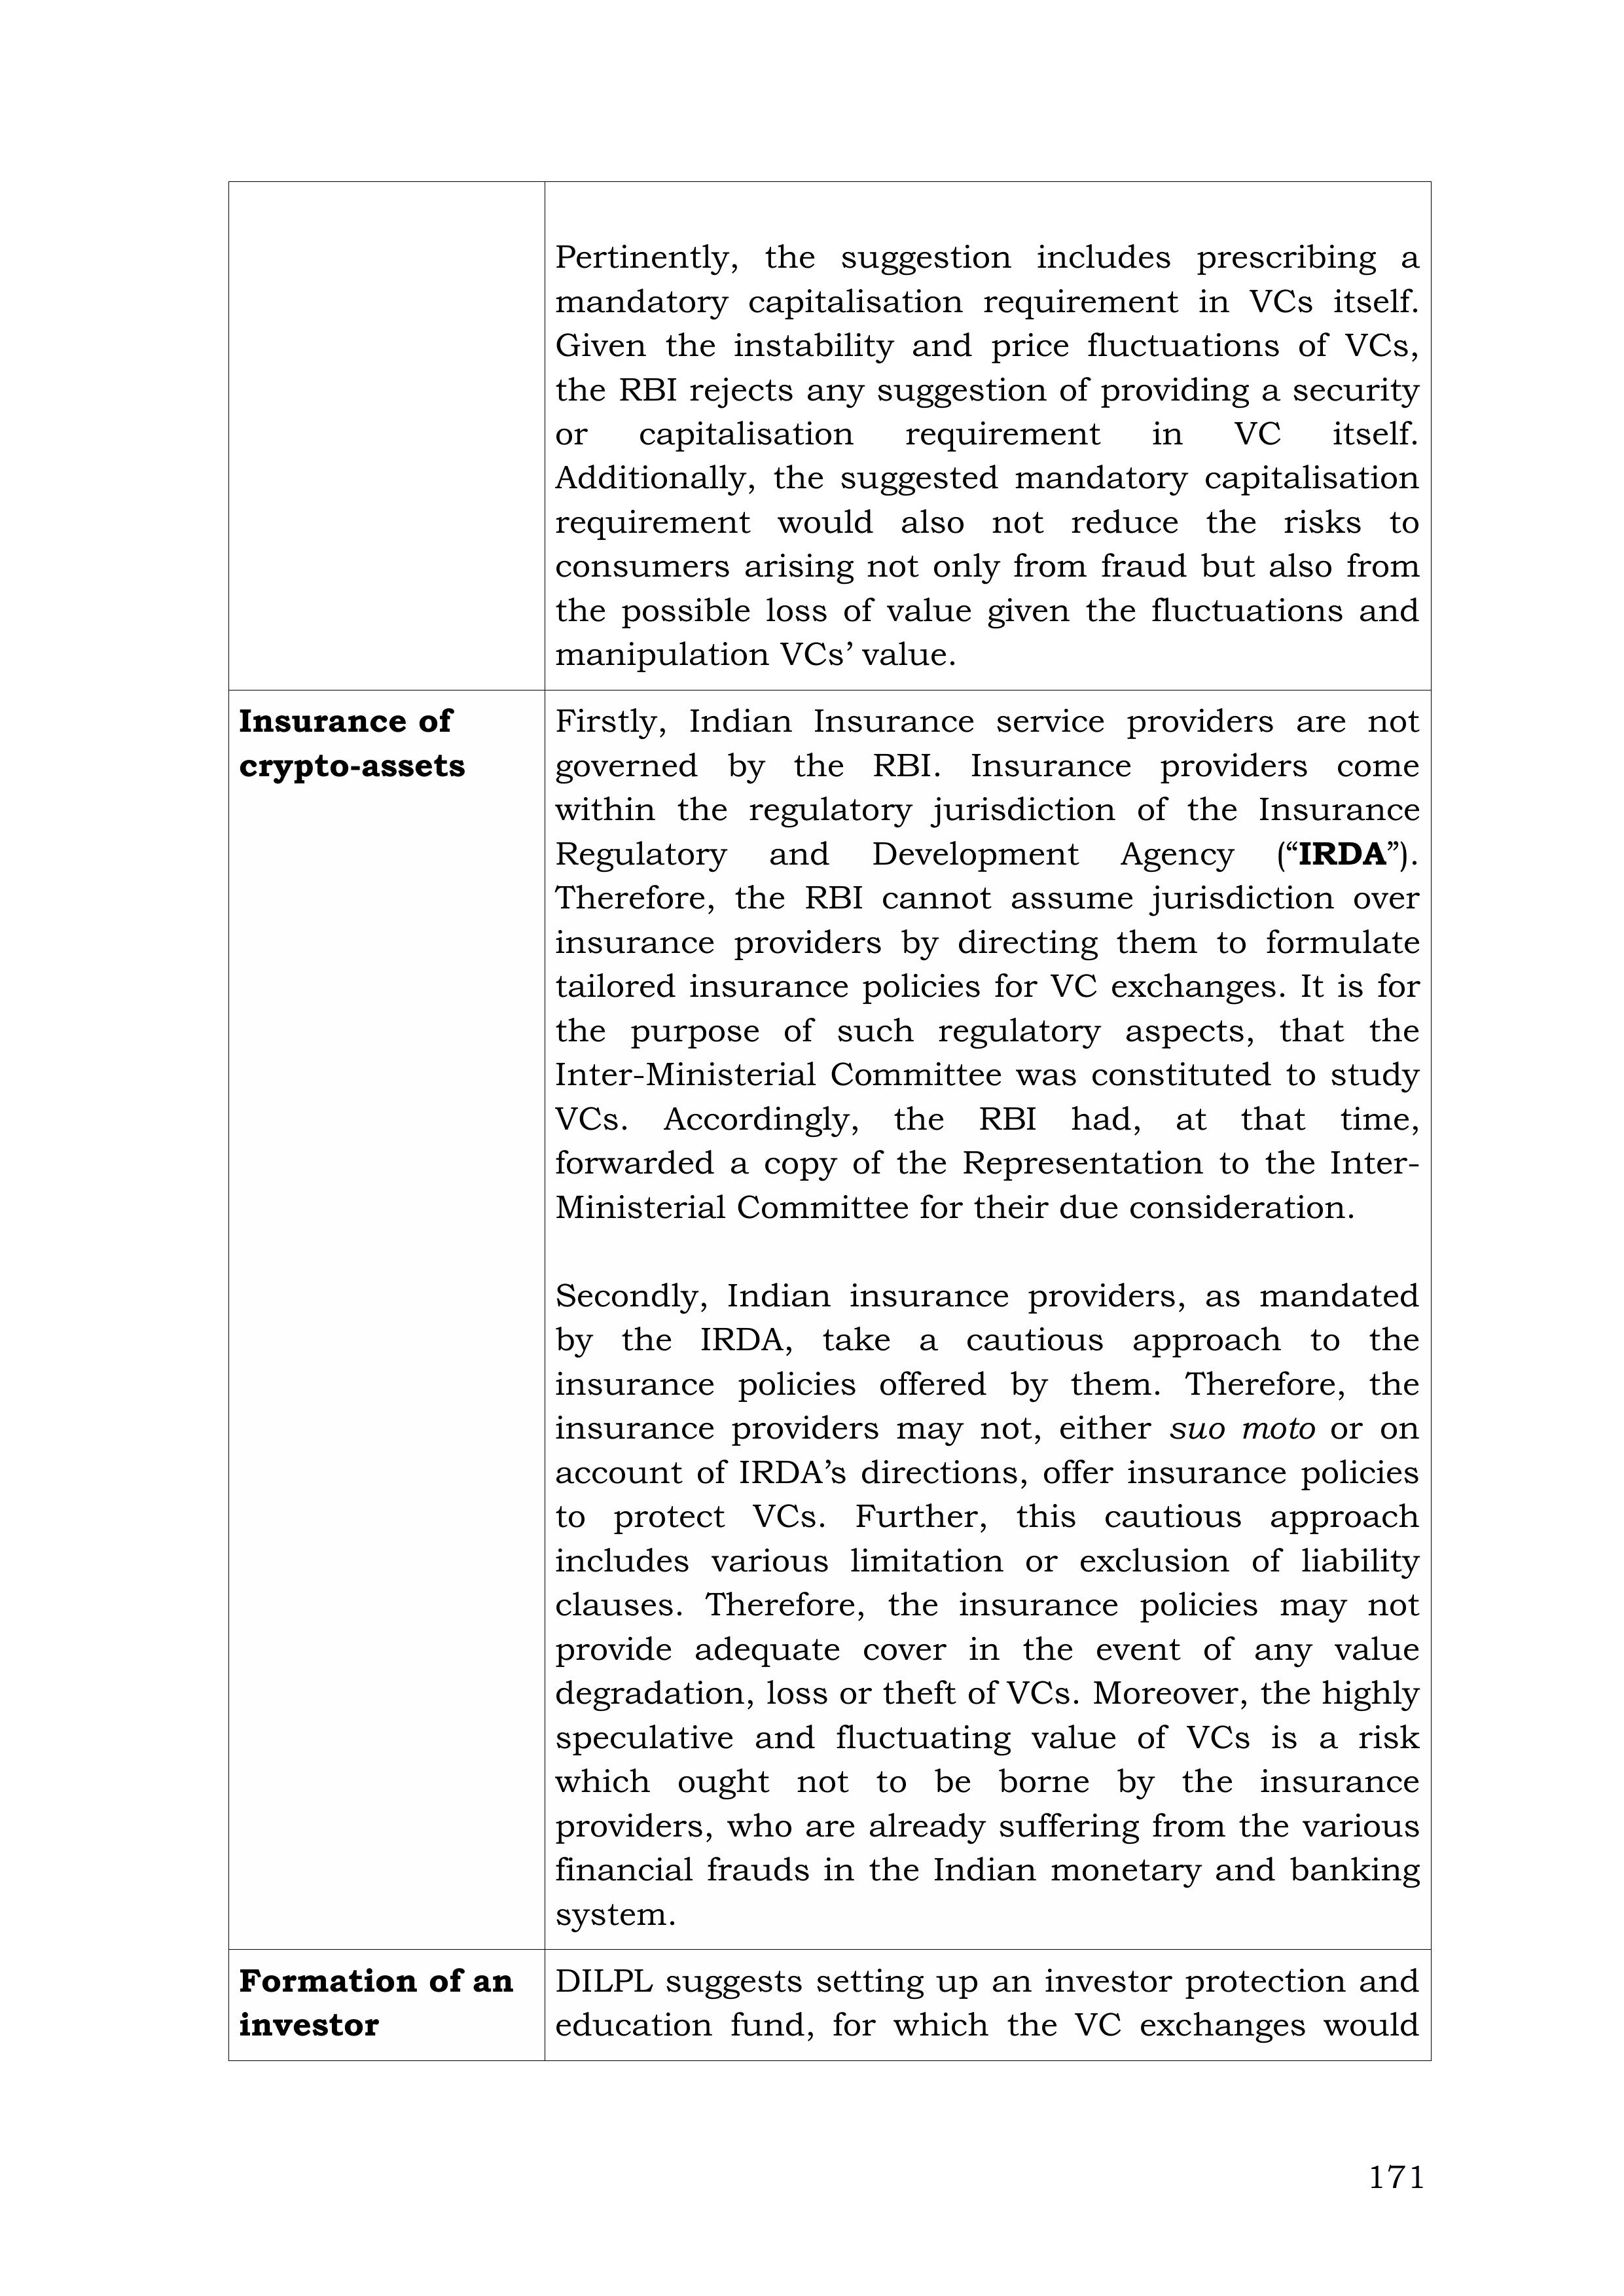 Pertinently, the suggestion includes prescribing a
mandatory capitalisation requirement in VCs itself.
Given the instability and price fluctuations of VCs,
the RBI rejects any suggestion of providing a security
or capitalisation requirement in VC itself.
Additionally, the suggested mandatory capitalisation
requirement would also not reduce the risks to
consumers arising not only from fraud but also from
the possible loss of value given the fluctuations and
manipulation VCs’ value.
Insurance of
crypto-assets
Firstly, Indian Insurance service providers are not
governed by the RBI. Insurance providers come
within the regulatory jurisdiction of the Insurance
Regulatory and Development Agency (“IRDA”).
Therefore, the RBI cannot assume jurisdiction over
insurance providers by directing them to formulate
tailored insurance policies for VC exchanges. It is for
the purpose of such regulatory aspects, that the
Inter-Ministerial Committee was constituted to study
VCs. Accordingly, the RBI had, at that time,
forwarded a copy of the Representation to the Inter-
Ministerial Committee for their due consideration.
Secondly, Indian insurance providers, as mandated
by the IRDA, take a cautious approach to the
insurance policies offered by them. Therefore, the
insurance providers may not, either suo moto or on
account of IRDA’s directions, offer insurance policies
to protect VCs. Further, this cautious approach
includes various limitation or exclusion of liability
clauses. Therefore, the insurance policies may not
provide adequate cover in the event of any value
degradation, loss or theft of VCs. Moreover, the highly
speculative and fluctuating value of VCs is a risk
which ought not to be borne by the insurance
providers, who are already suffering from the various
financial frauds in the Indian monetary and banking
system.
Formation of an
investor
DILPL suggests setting up an investor protection and
education fund, for which the VC exchanges would
171